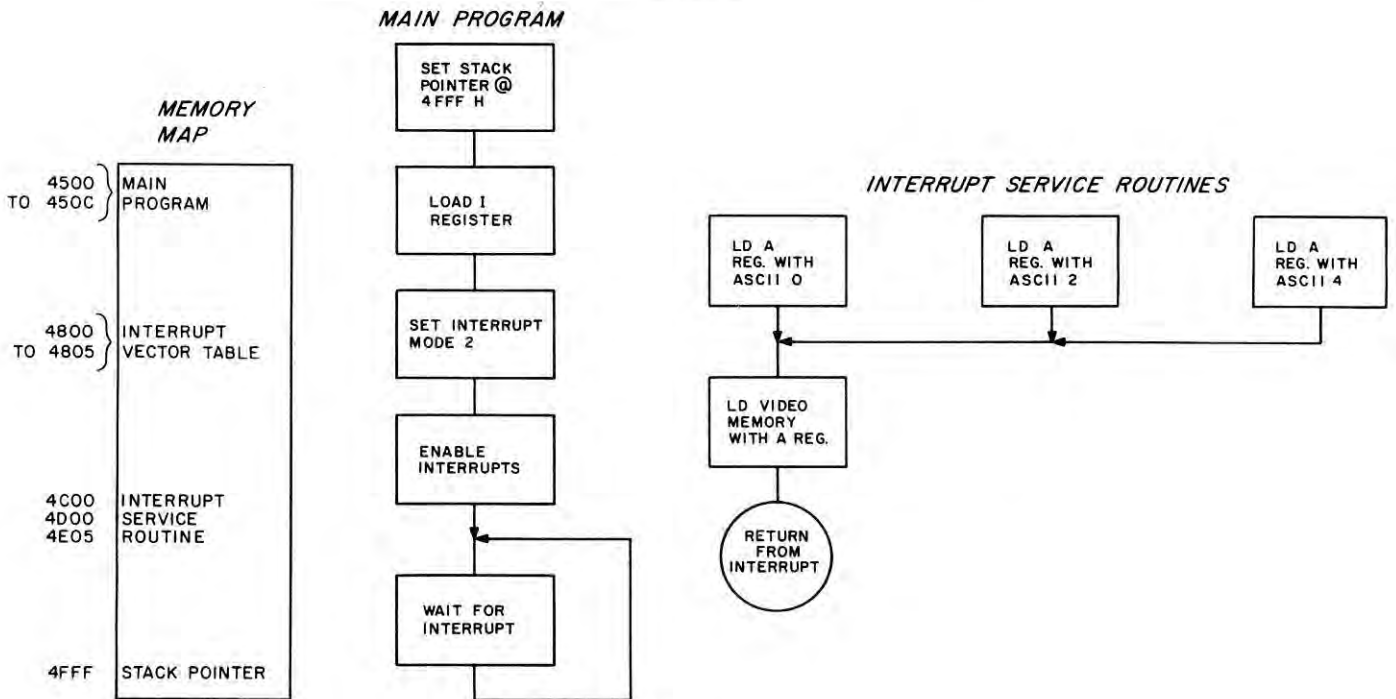 MAIN PROGRAM
SET STACK
POINTER @
4FFF H
LOAD I
REGISTER
SET INTERRUPT
MODE 2
ENABLE
INTERRUPTS
WAIT FOR
INTERRUPT
MEMORY
MAP
4500 MAIN
TO 450C PROGRAM
4800 INTERRUPT
TO 4805 VECTOR TABLE
4C00 INTERRUPT
4D00 SERVICE
4E05 ROUTINE
4FFF STACK POINTER
INTERRUPT SERVICE ROUTINES
LD A
REG. WITH
ASCII 0
LD A
REG. WITH
ASCII 2
LD A
REG. WITH
ASCII 4
LD VIDEO
MEMORY
WITH A REG.
RETURN
FROM
INTERRUPT